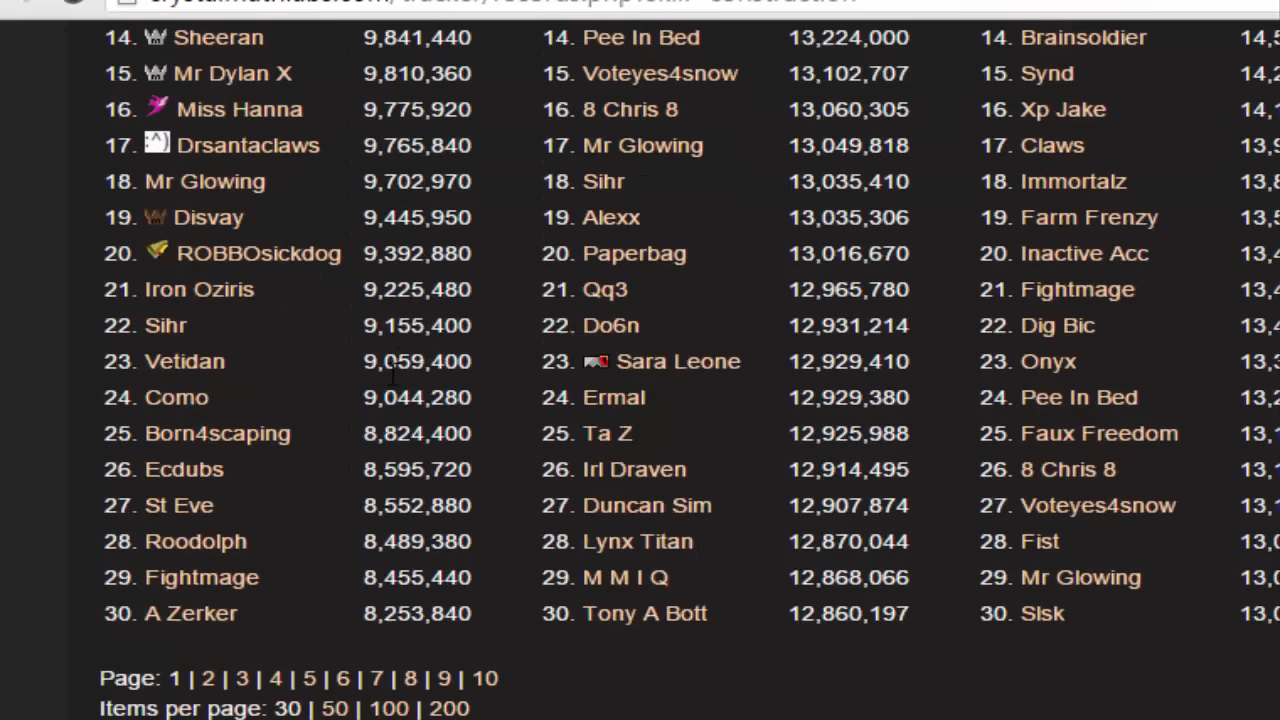 14. Sheeran 9,841,440 14. Pee In Bed 13,224,000 14. Brainsoldier
15. Mr Dylan X 9,810,360 15. Voteyes4snow 13,102,707 15. Synd
16. Miss Hanna 9,775,920 16. 8 Chris 8 13,060,305 16. Xp Jake
17. :^) Drsantaclaws 9,765,840 17. Mr Glowing 13,049,818 17. Claws
18. Mr Glowing 9,702,970 18. Sihr 13,035,410 18. Immortalz
19. Disvay 9,445,950 19. Alexx 13,035,306 19. Farm Frenzy
20. ROBBOsickdog 9,392,880 20. Paperbag 13,016,670 20. Inactive Acc
21. Iron Oziris 9,225,480 21. Qq3 12,965,780 21. Fightmage
22. Sihr 9,155,400 22. Do6n 12,931,214 22. Dig Bic
23. Vetidan 9,059,400 23. Sara Leone 12,929,410 23. Onyx
24. Como 9,044,280 24. Ermal 12,929,380 24. Pee In Bed
25. Born4scaping 8,824,400 25. Ta Z 12,925,988 25. Faux Freedom
26. Ecdubs 8,595,720 26. Irl Draven 12,914,495 26. 8 Chris 8
27. St Eve 8,552,880 27. Duncan Sim 12,907,874 27. Voteyes4snow
28. Roodolph 8,489,380 28. Lynx Titan 12,870,044 28. Fist
29. Fightmage 8,455,440 29. M M I Q 12,868,066 29. Mr Glowing
30. A Zerker 8,253,840 30. Tony A Bott 12,860,197 30. Slsk
Page: 1 | 2 | 3 | 4 | 5 | 6 | 7 | 8 | 9 | 10
Items per page: 30 | 50 | 100 | 200